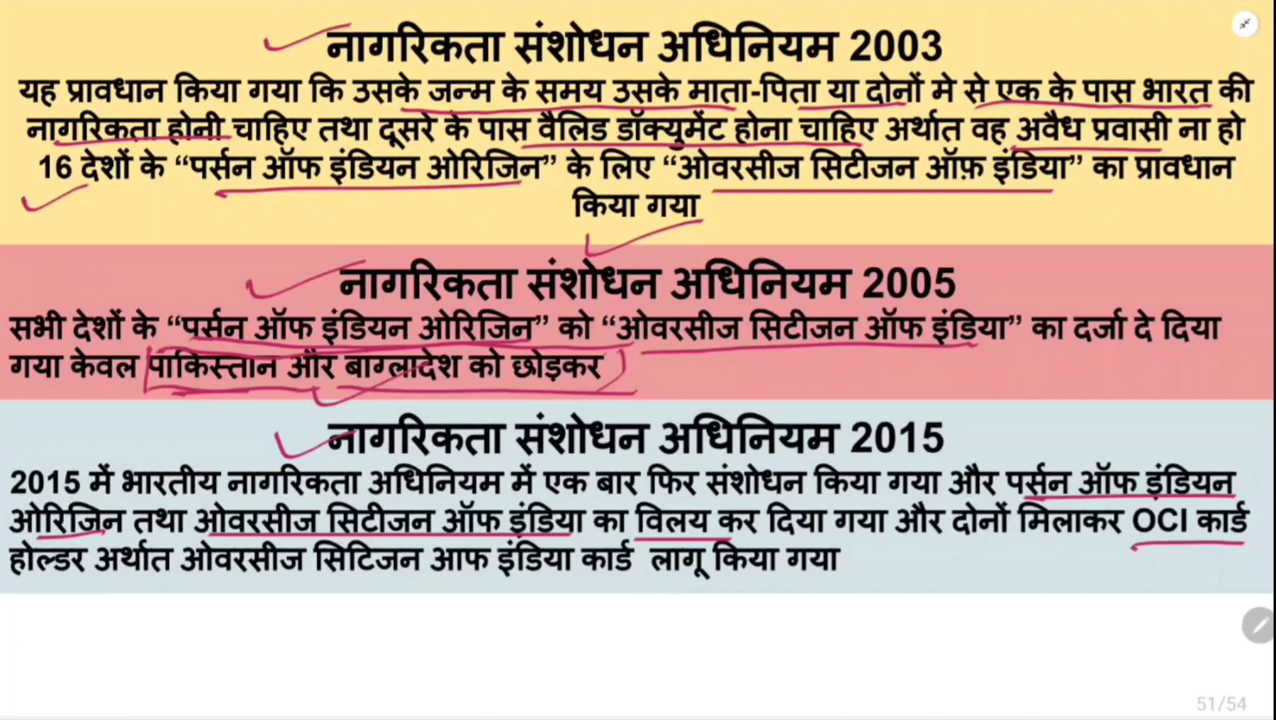 नागरिकता संशोधन अधिनियम 2003
यह प्रावधान किया गया कि उसके जन्म के समय उसके माता-पिता या दोनों मे से एक के पास भारत की
नागरिकता होनी चाहिए तथा दूसरे के पास वैलिड डॉक्यूमेंट होना चाहिए अर्थात वह अवैध प्रवासी ना हो
16 देशों के “पर्सन ऑफ इंडियन ओरिजिन” के लिए “ओवरसीज सिटीजन ऑफ़ इंडिया” का प्रावधान
किया गया
नागरिकता संशोधन अधिनियम 2005
सभी देशों के “पर्सन ऑफ इंडियन ओरिजिन” को “ओवरसीज सिटीजन ऑफ इंडिया” का दर्जा दे दिया
गया केवल पाकिस्तान और बाग्लादेश को छोड़कर
नागरिकता संशोधन अधिनियम 2015
2015 में भारतीय नागरिकता अधिनियम में एक बार फिर संशोधन किया गया और पर्सन ऑफ इंडियन
ओरिजिन तथा ओवरसीज सिटीजन ऑफ इंडिया का विलय कर दिया गया और दोनों मिलाकर OCI कार्ड
होल्डर अर्थात ओवरसीज सिटिजन आफ इंडिया कार्ड लागू किया गया
51/54